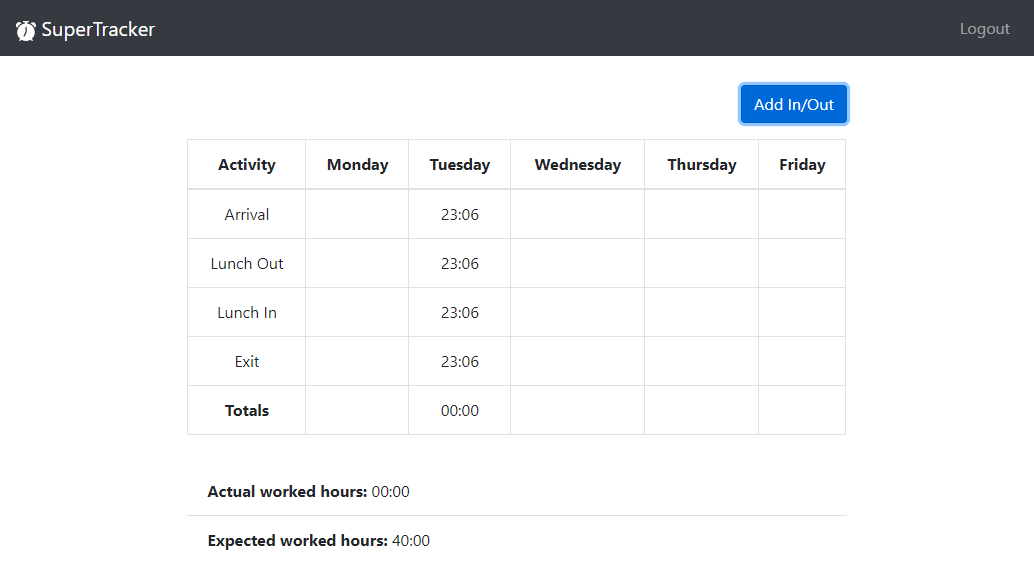 SuperTracker Logout
Add In/Out
Activity Monday Tuesday Wednesday Thursday Friday
Arrival 23:06
Lunch Out 23:06
Lunch In 23:06
Exit 23:06
Totals 00:00
Actual worked hours: 00:00
Expected worked hours: 40:00